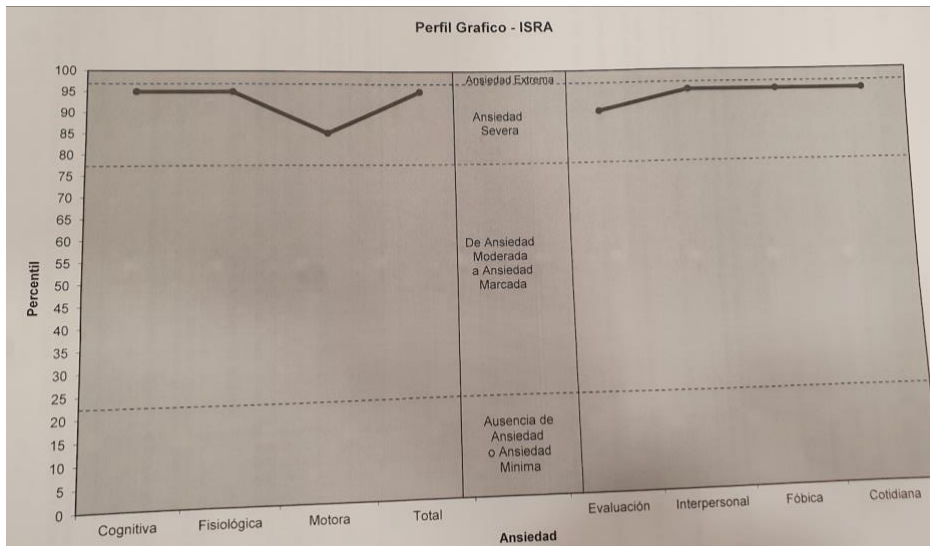 Perfil Grafico - ISRA
Percentil
100
95
90
85
80
75
70
65
60
55
50
45
40
35
30
25
20
15
10
5
0
Ansiedad Extrema
Ansiedad
Severa
De Ansiedad
Moderada
a Ansiedad
Marcada
Ausencia de
Ansiedad
o Ansiedad
Minima
Cognitiva
Fisiológica
Motora
Total
Evaluación
Interpersonal
Fóbica
Cotidiana
Ansiedad